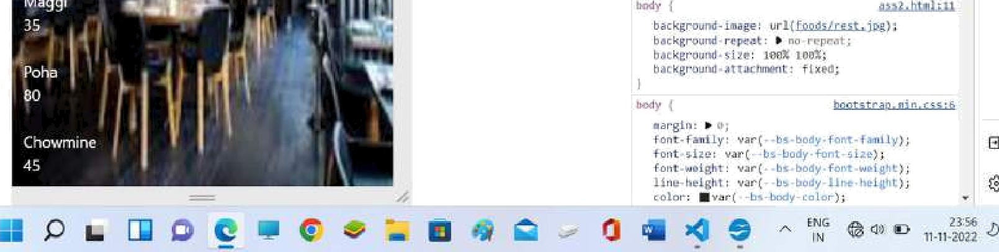 Maggi
35
Poha
80
Chowmine
45
body {
ass2.html:11
background-image: url(foods/rest.jpg);
background-repeat: ▶ no-repeat;
background-size: 100% 100%;
background-attachment: fixed;
}
body {
bootstrap.min.css:6
margin: ▶ 0;
font-family: var(--bs-body-font-family);
font-size: var(--bs-body-font-size);
font-weight: var(--bs-body-font-weight);
line-height: var(--bs-body-line-height);
color: var(--bs-body-color);
ENG
IN
23:56
11-11-2022